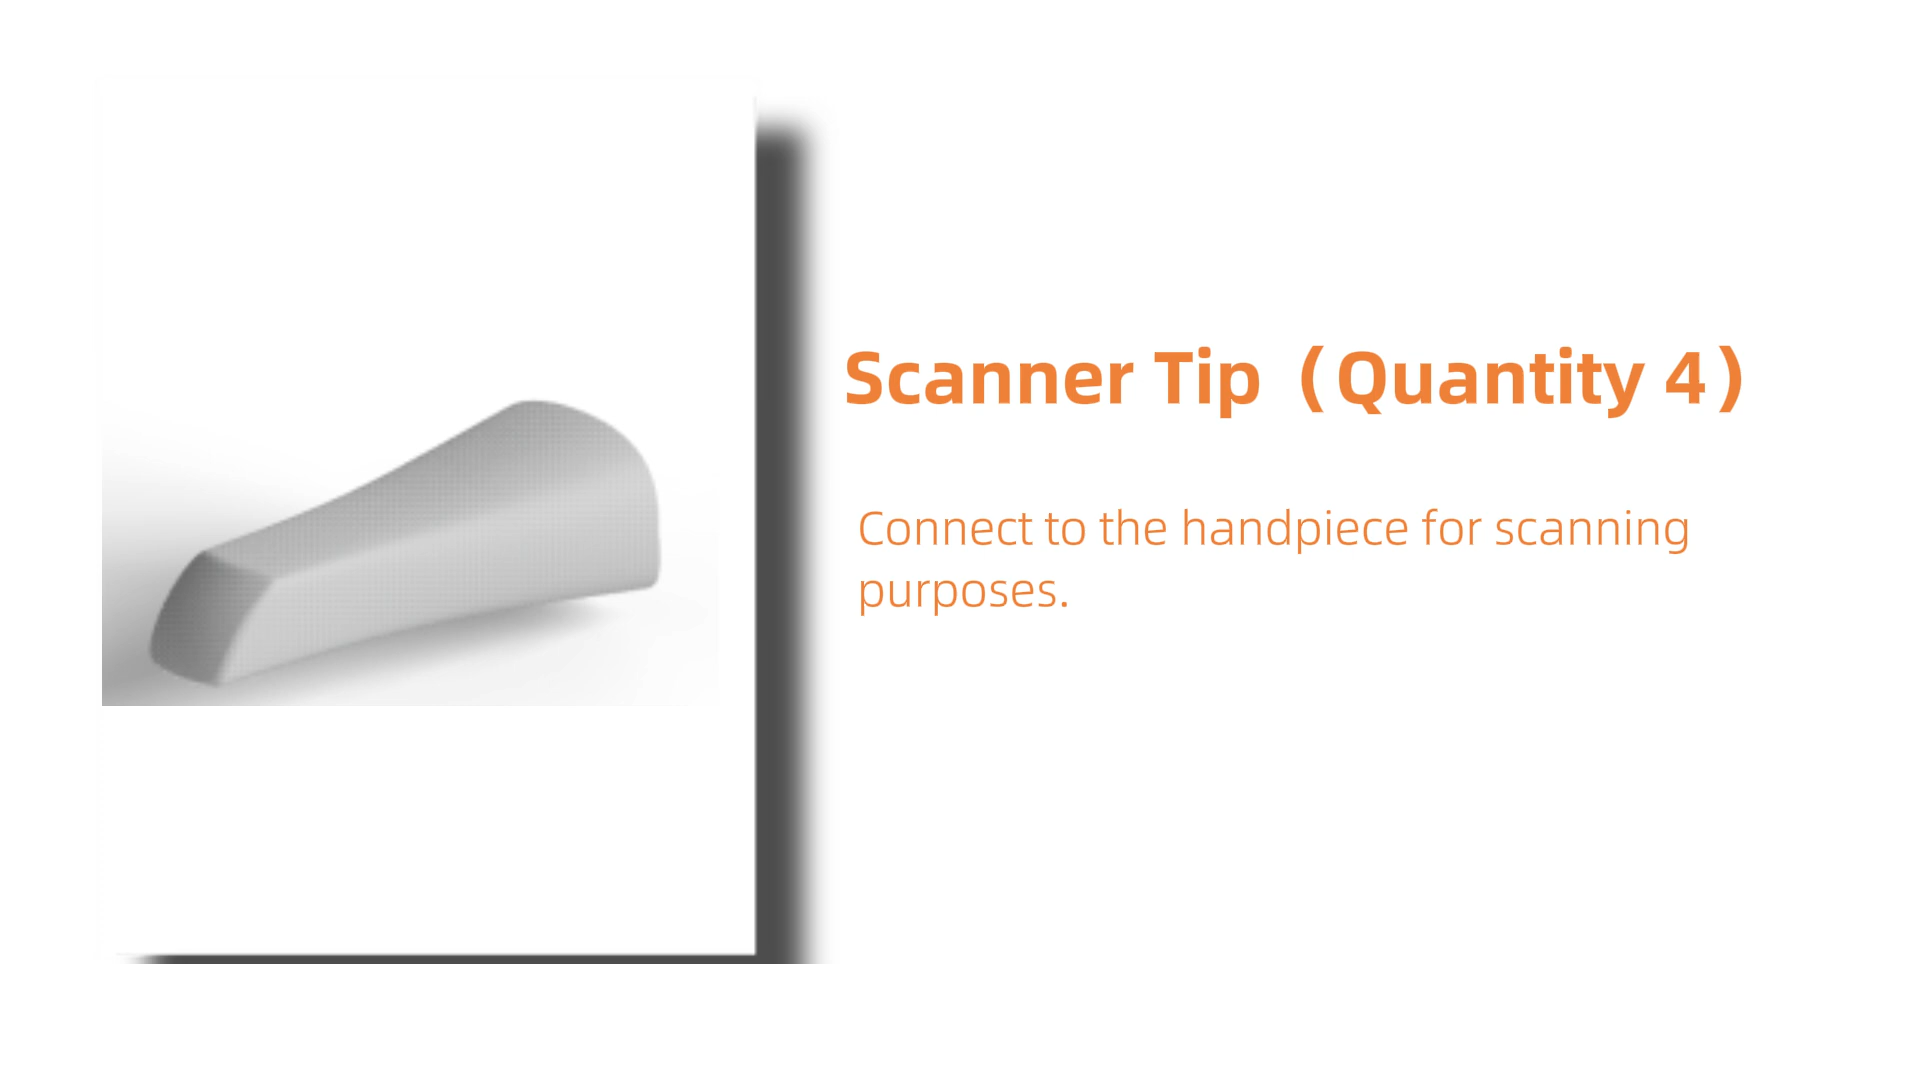 Scanner Tip（Quantity 4）
Connect to the handpiece for scanning
purposes.